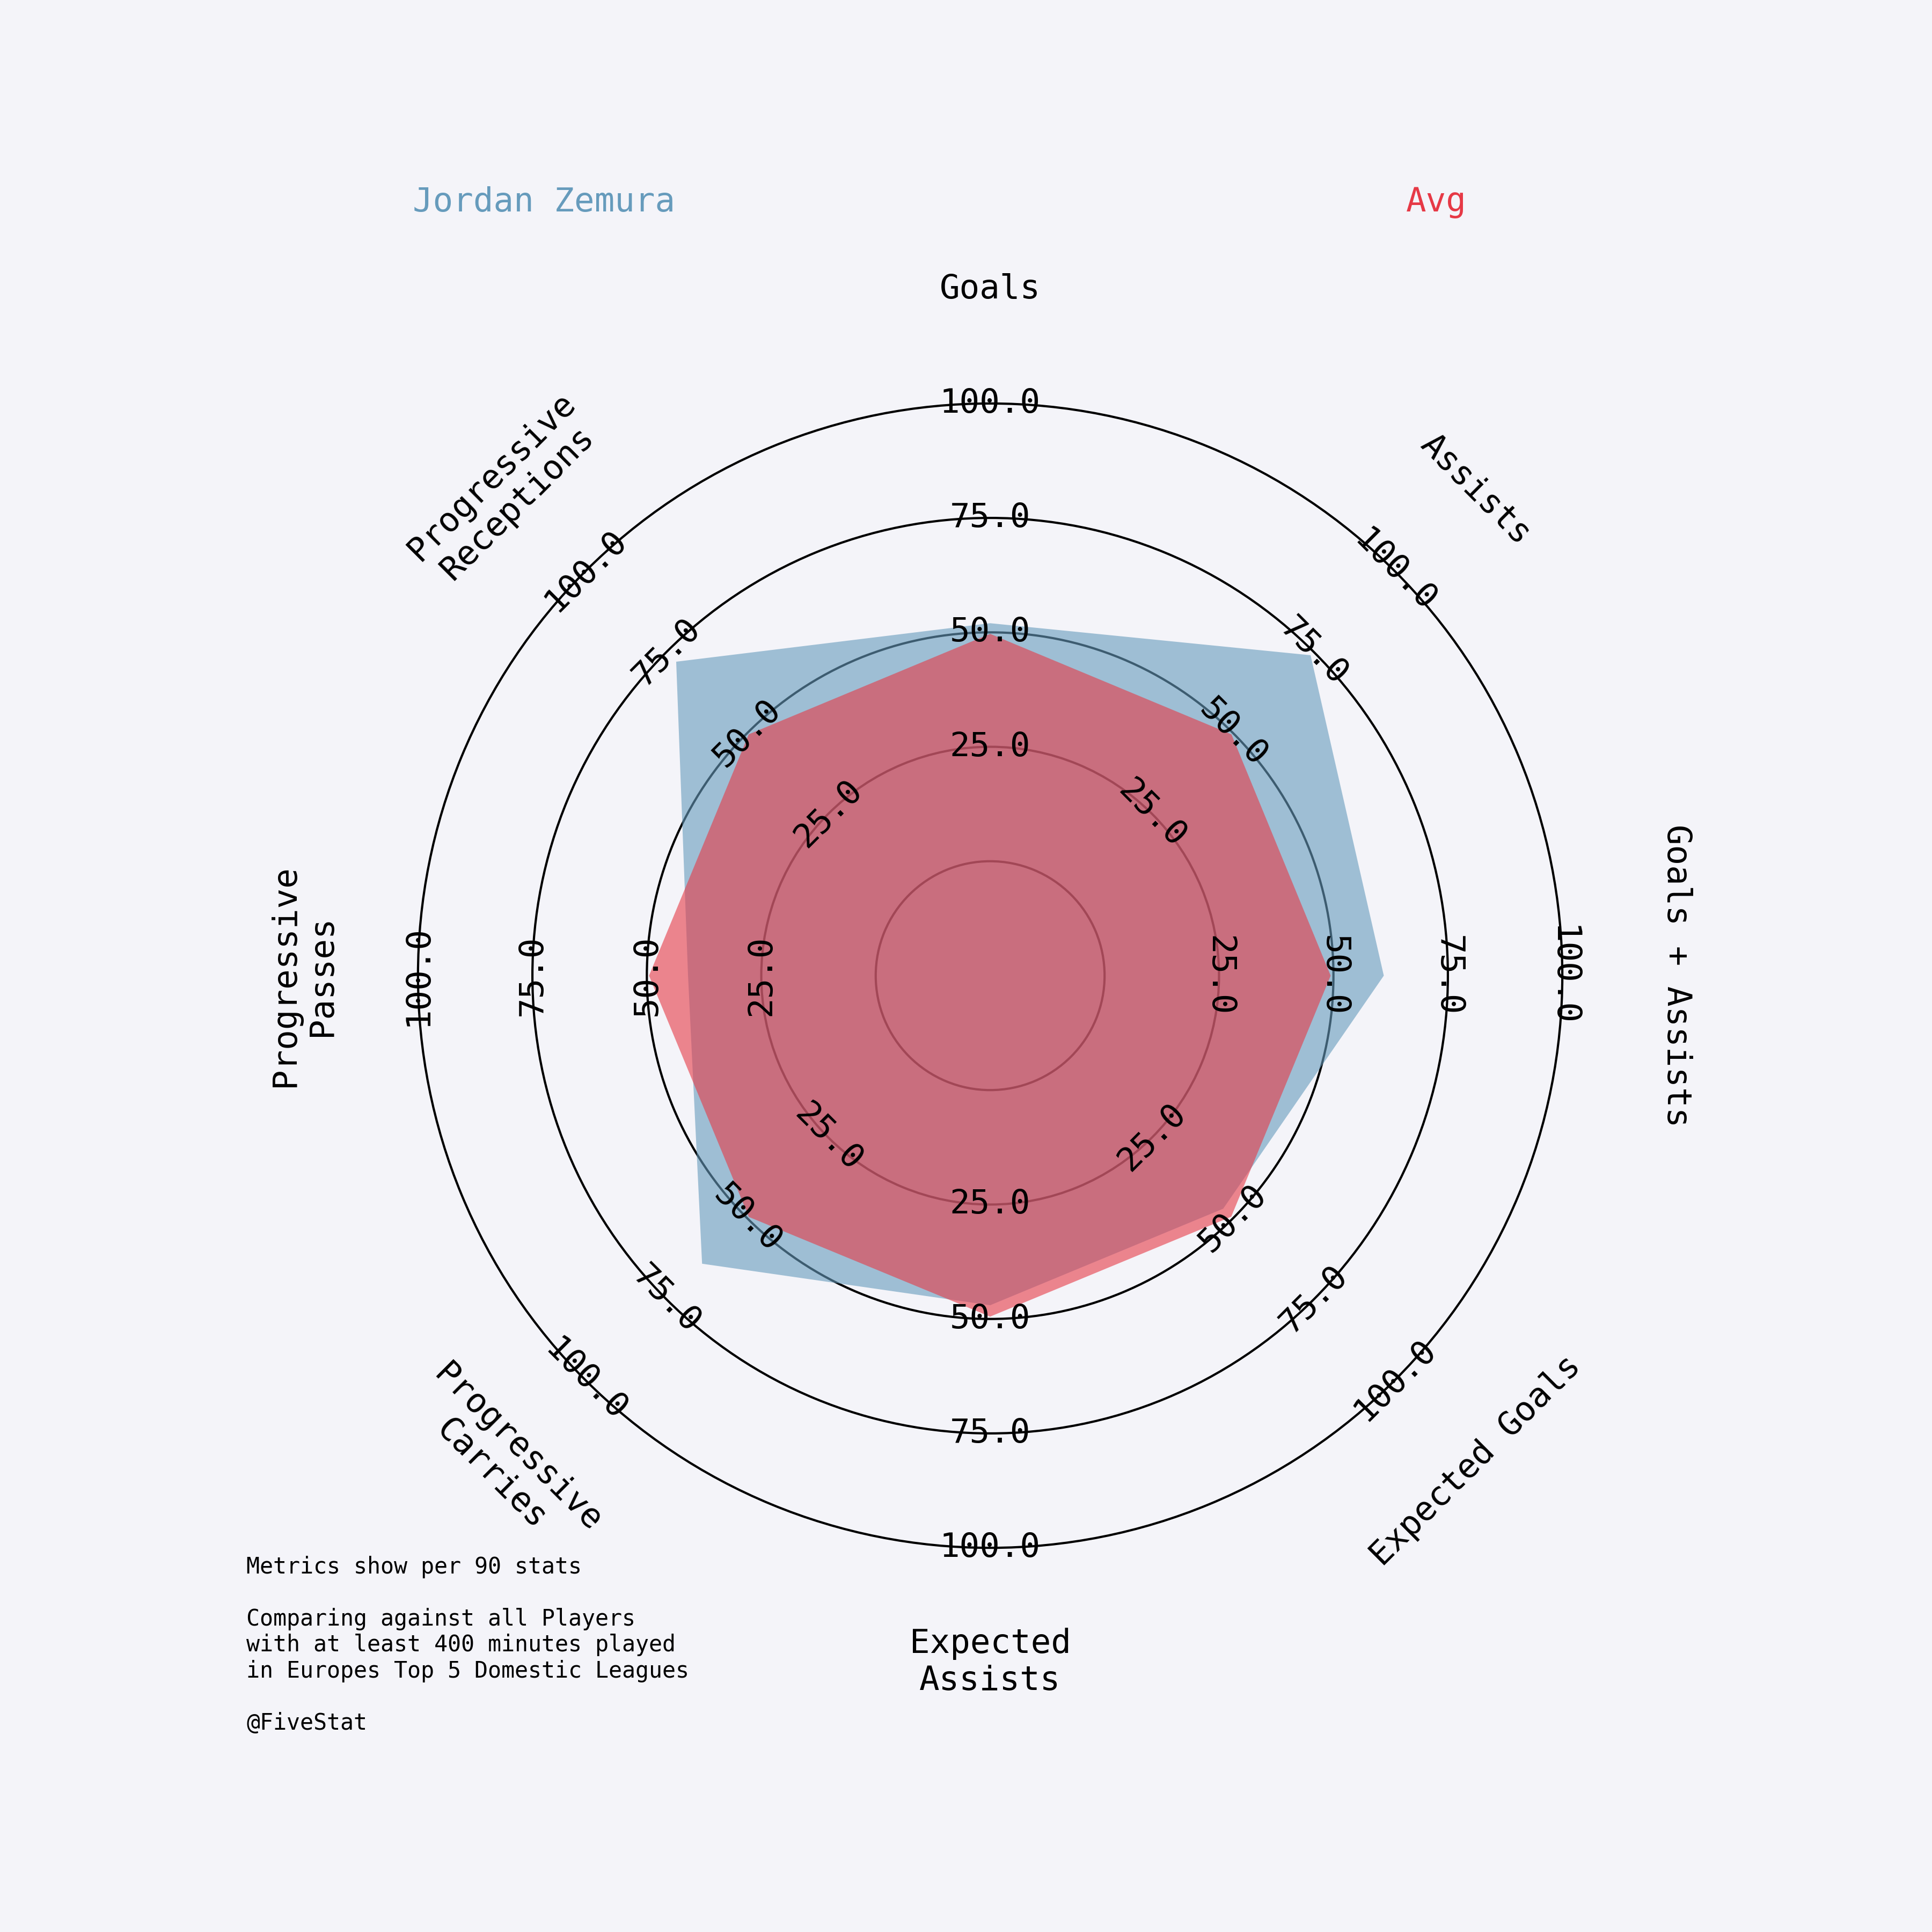 Jordan Zemura
Avg
Goals
Assists
Goals + Assists
Expected Goals
Expected
Assists
Progressive
Carries
Progressive
Passes
Progressive
Receptions
25.0
50.0
75.0
100.0
25.0
50.0
75.0
100.0
25.0
50.0
75.0
100.0
25.0
50.0
75.0
100.0
25.0
50.0
75.0
100.0
25.0
50.0
75.0
100.0
25.0
50.0
75.0
100.0
25.0
50.0
75.0
100.0
Metrics show per 90 stats
Comparing against all Players
with at least 400 minutes played
in Europes Top 5 Domestic Leagues
@FiveStat